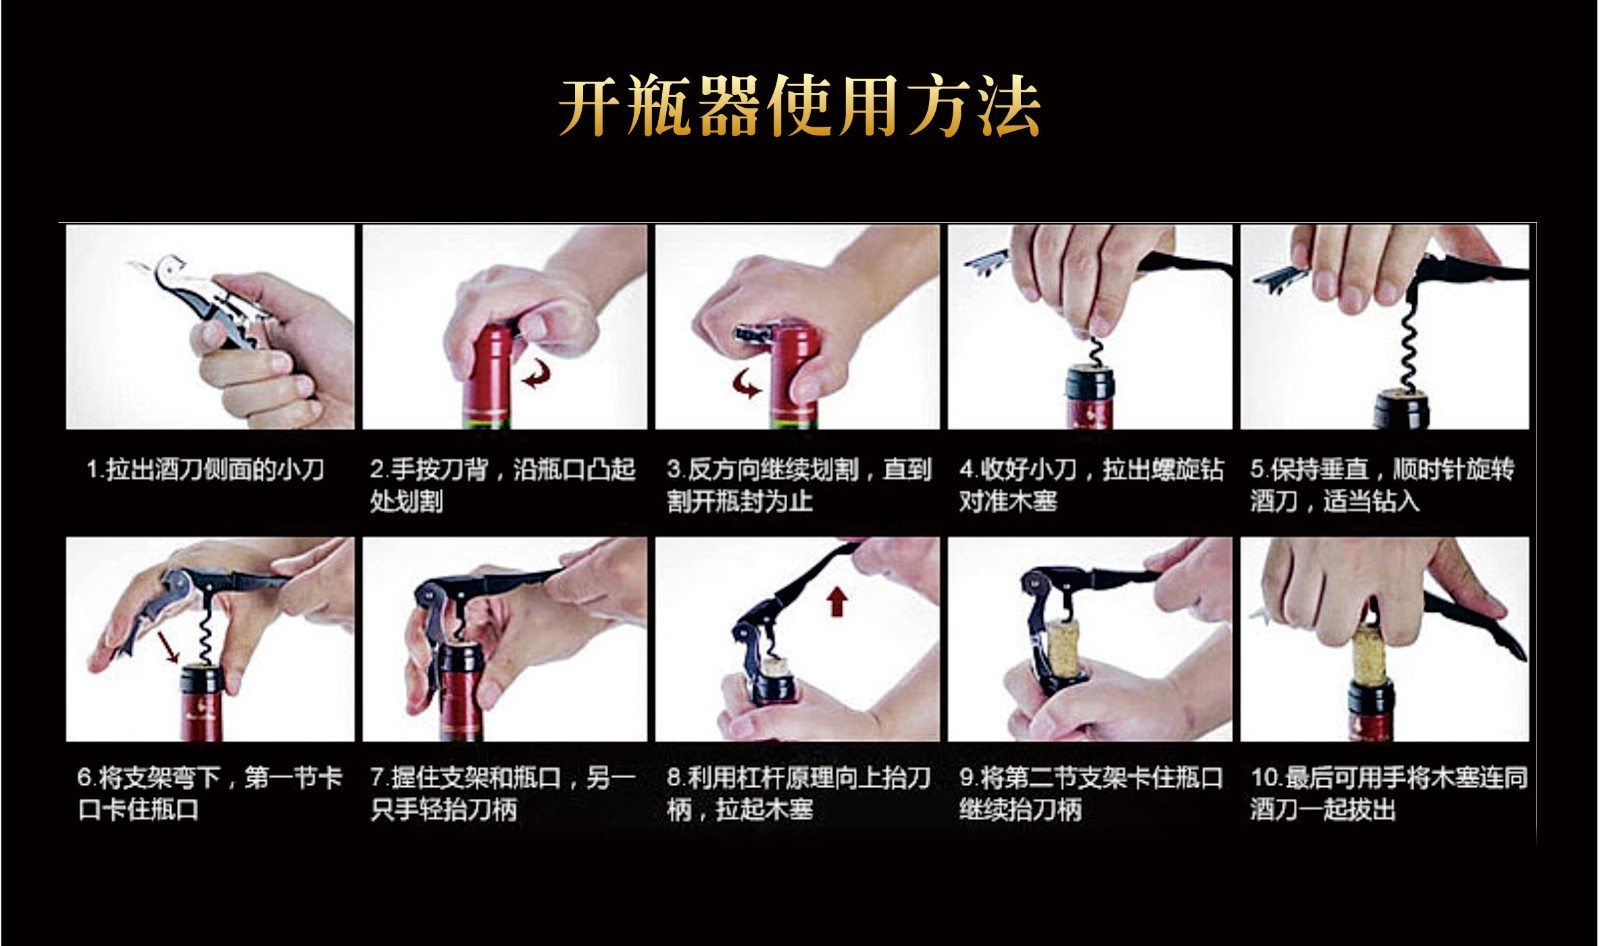 开瓶器使用方法
1.拉出酒刀侧面的小刀
2.手按刀背，沿瓶口凸起
处划割
3.反方向继续划割，直到
割开瓶封为止
4.收好小刀，拉出螺旋钻
对准木塞
5.保持垂直，顺时针旋转
酒刀，适当钻入
6.将支架弯下，第一节卡
口卡住瓶口
7.握住支架和瓶口，另一
只手轻抬刀柄
8.利用杠杆原理向上抬刀
柄，拉起木塞
9.将第二节支架卡住瓶口
继续抬刀柄
10.最后可用手将木塞连同
酒刀一起拔出